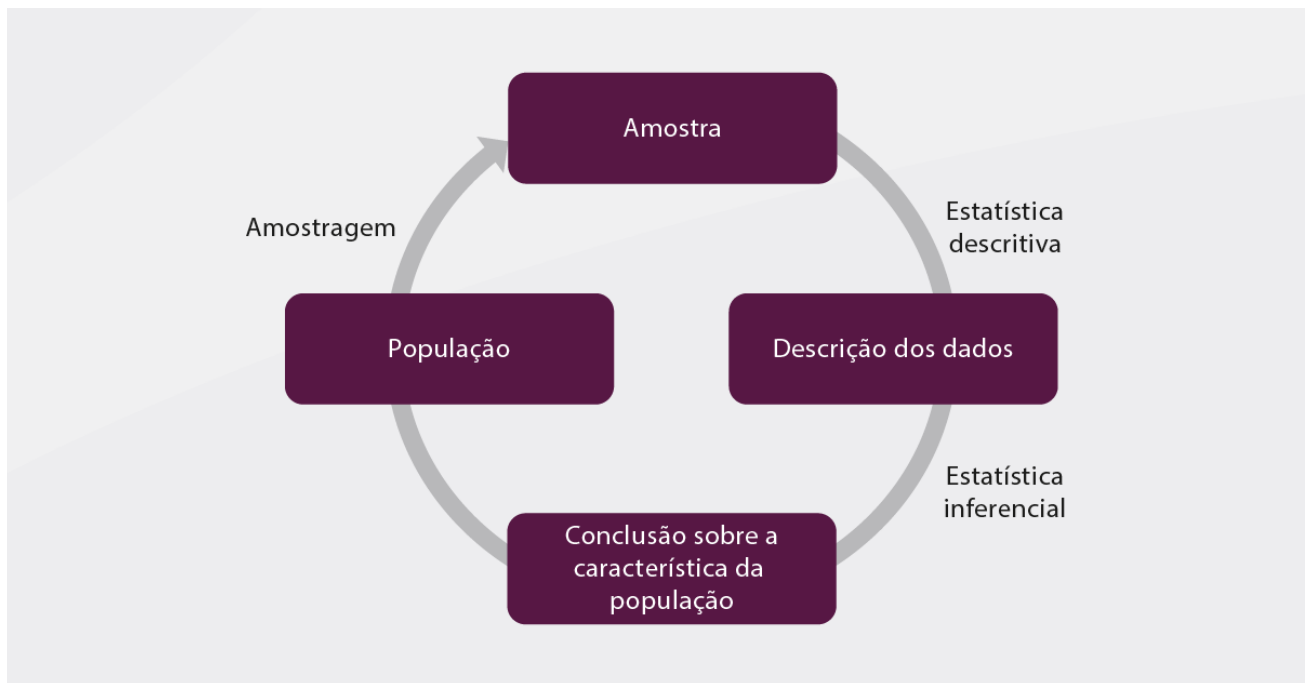 Amostra
Amostragem
Estatística
descritiva
População
Descrição dos dados
Estatística
inferencial
Conclusão sobre a
característica da
população